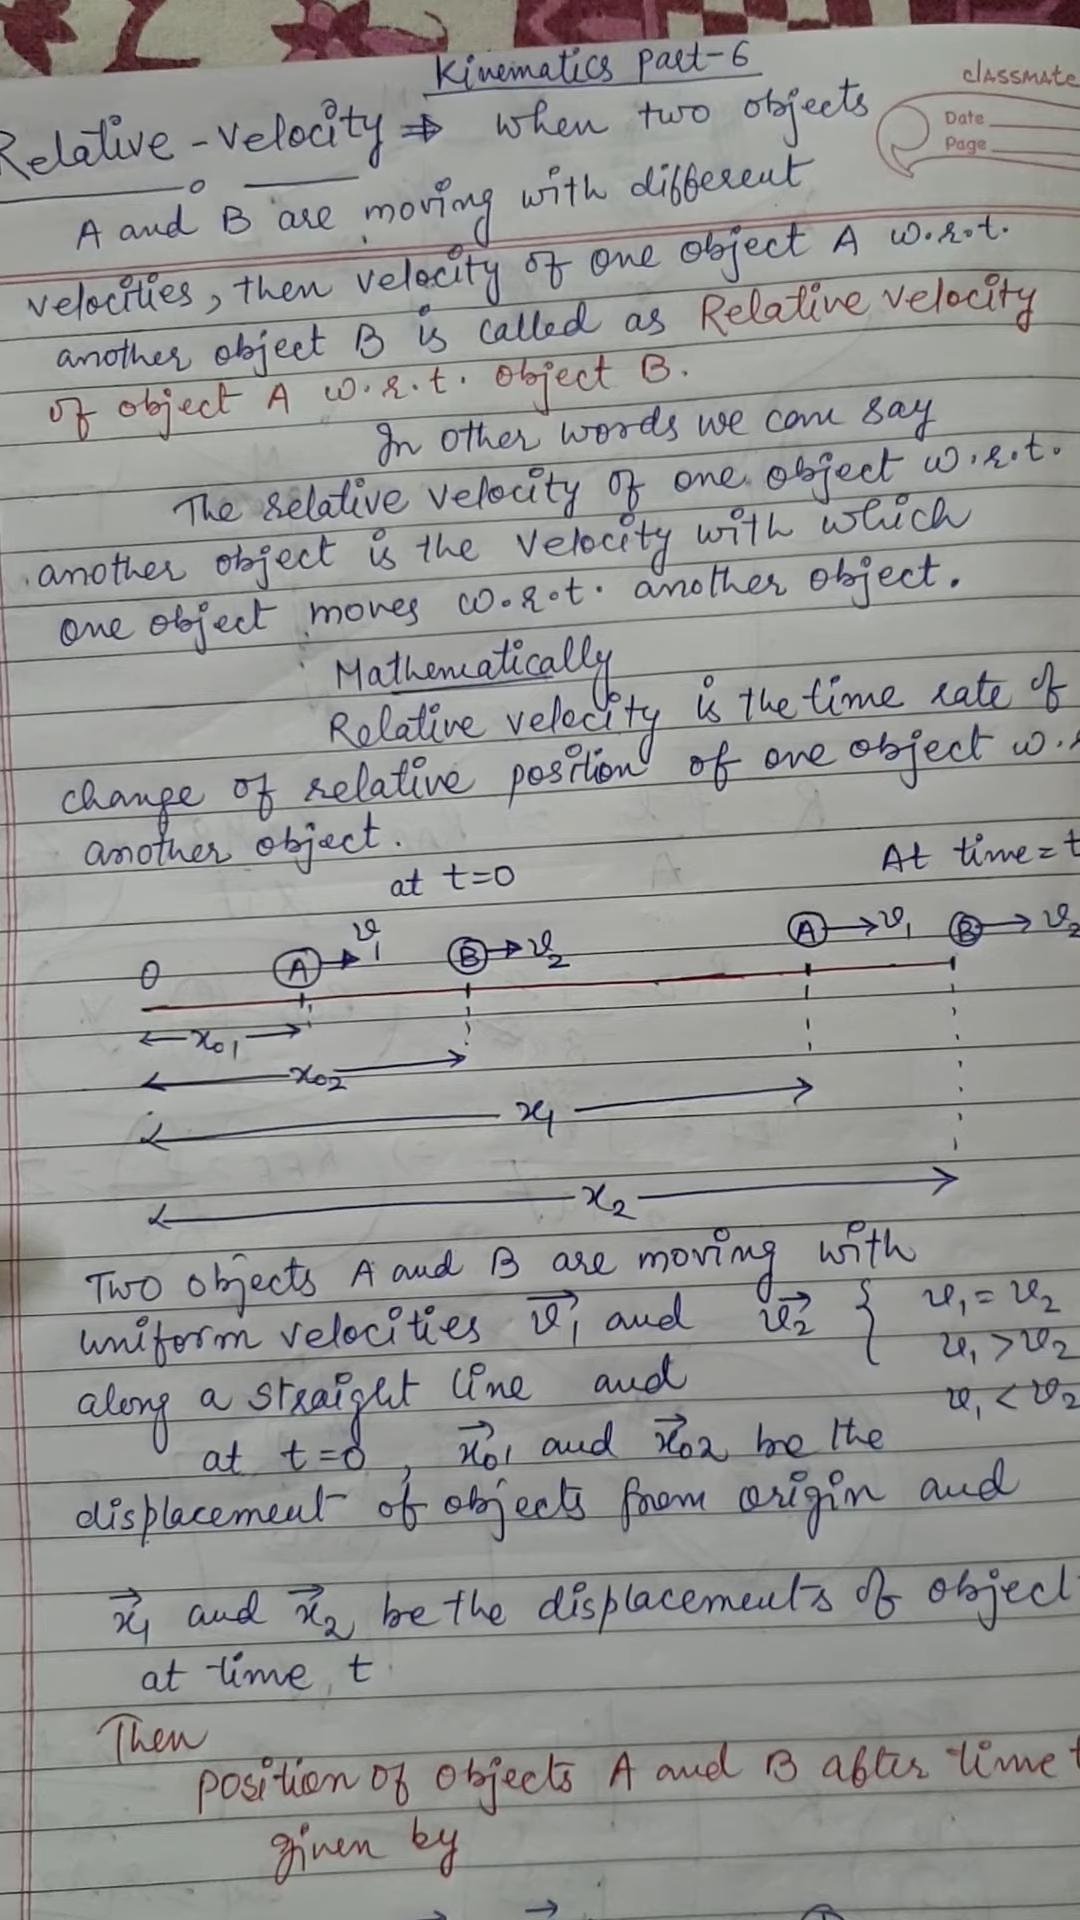 Kinematics Part-6
classmate
Date
Page
Relative-velocity ⇒ when two objects
A and B are moving with different
velocities, then velocity of one object A w.r.t.
another object B is called as Relative velocity
of object A w.r.t. object B.
In other words we can say
The relative velocity of one object w.r.t.
another object is the velocity with which
one object moves w.r.t. another object.
Mathematically
Relative velocity is the time rate of
change of relative position of one object w.r
another object.
at t=0
At time = t
O A → v₁ B → v₂ A → v₁ B → v₂
x₀₁
x₀₂
x₁
x₂
Two objects A and B are moving with
uniform velocities v⃗₁ and v⃗₂ { v₁ = v₂
v₁ > v₂
along a straight line and
v₁ < v₂
at t=0, x⃗₀₁ and x⃗₀₂ be the
displacement of objects from origin and
x⃗₁ and x⃗₂ be the displacements of object
at time t
Then
position of objects A and B after time t
given by